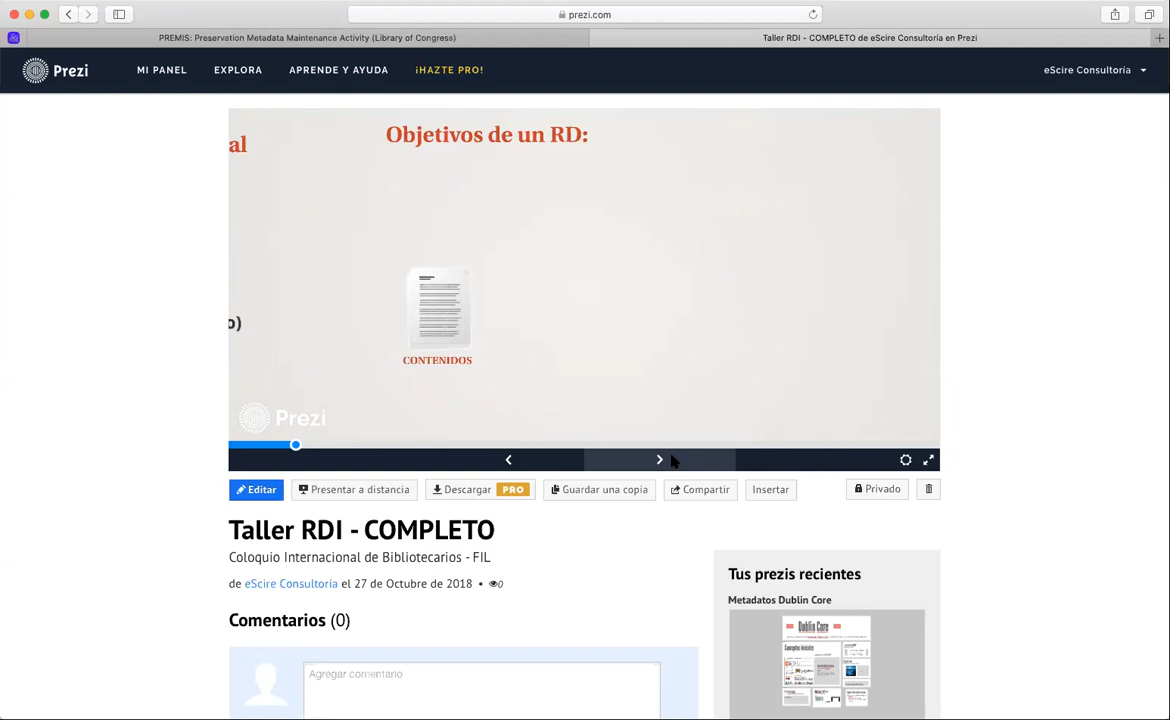 prezi.com
PREMIS: Preservation Metadata Maintenance Activity (Library of Congress)
Taller RDI - COMPLETO de eScire Consultoría en Prezi
Prezi
MI PANEL
EXPLORA
APRENDE Y AYUDA
¡HAZTE PRO!
eScire Consultoría
al
Objetivos de un RD:
o)
CONTENIDOS
Prezi
Editar
Presentar a distancia
Descargar PRO
Guardar una copia
Compartir
Insertar
Privado
Taller RDI - COMPLETO
Coloquio Internacional de Bibliotecarios - FIL
de eScire Consultoría el 27 de Octubre de 2018 • 0
Tus prezis recientes
Metadatos Dublin Core
Dublin Core
Comentarios (0)
Agregar comentario